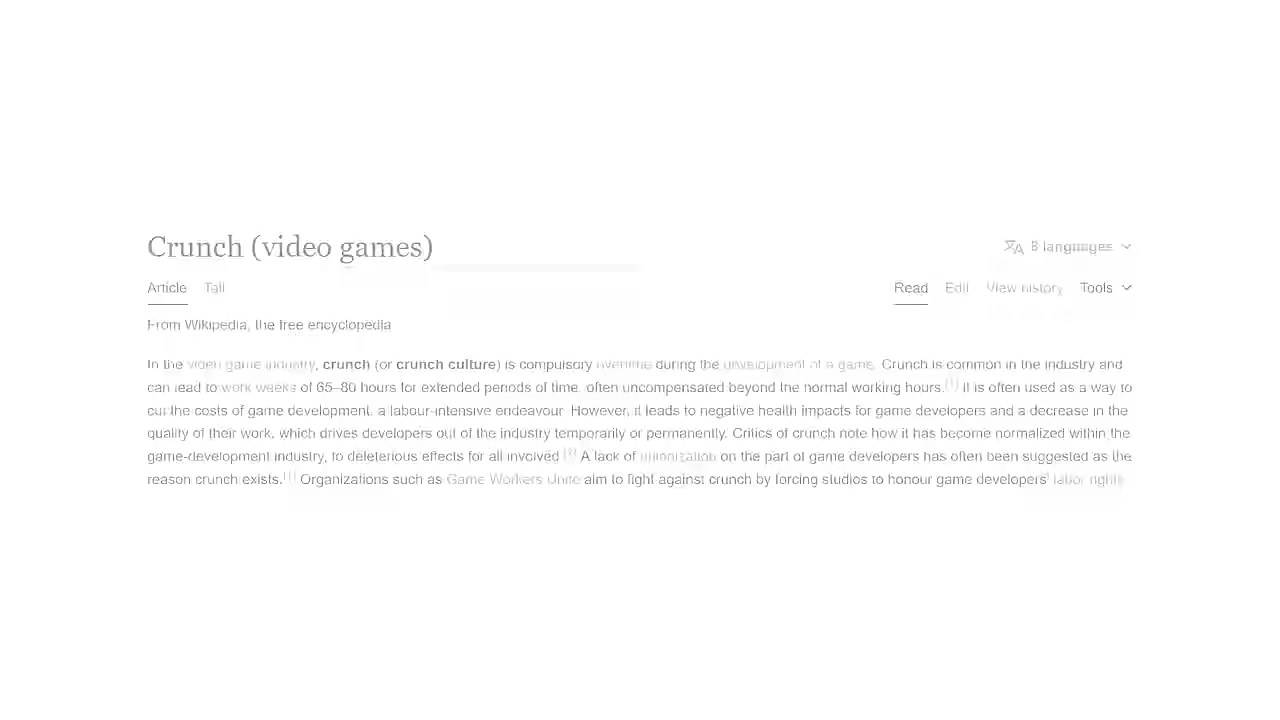 Crunch (video games)
8 languages
Article Talk
Read Edit View history Tools
From Wikipedia, the free encyclopedia
In the video game industry, crunch (or crunch culture) is compulsory overtime during the development of a game. Crunch is common in the industry and
can lead to work weeks of 65–80 hours for extended periods of time, often uncompensated beyond the normal working hours.[1] It is often used as a way to
cut the costs of game development, a labour-intensive endeavour. However, it leads to negative health impacts for game developers and a decrease in the
quality of their work, which drives developers out of the industry temporarily or permanently. Critics of crunch note how it has become normalized within the
game-development industry, to deleterious effects for all involved. A lack of unionization on the part of game developers has often been suggested as the
reason crunch exists. Organizations such as Game Workers Unite aim to fight against crunch by forcing studios to honour game developers' labor rights.